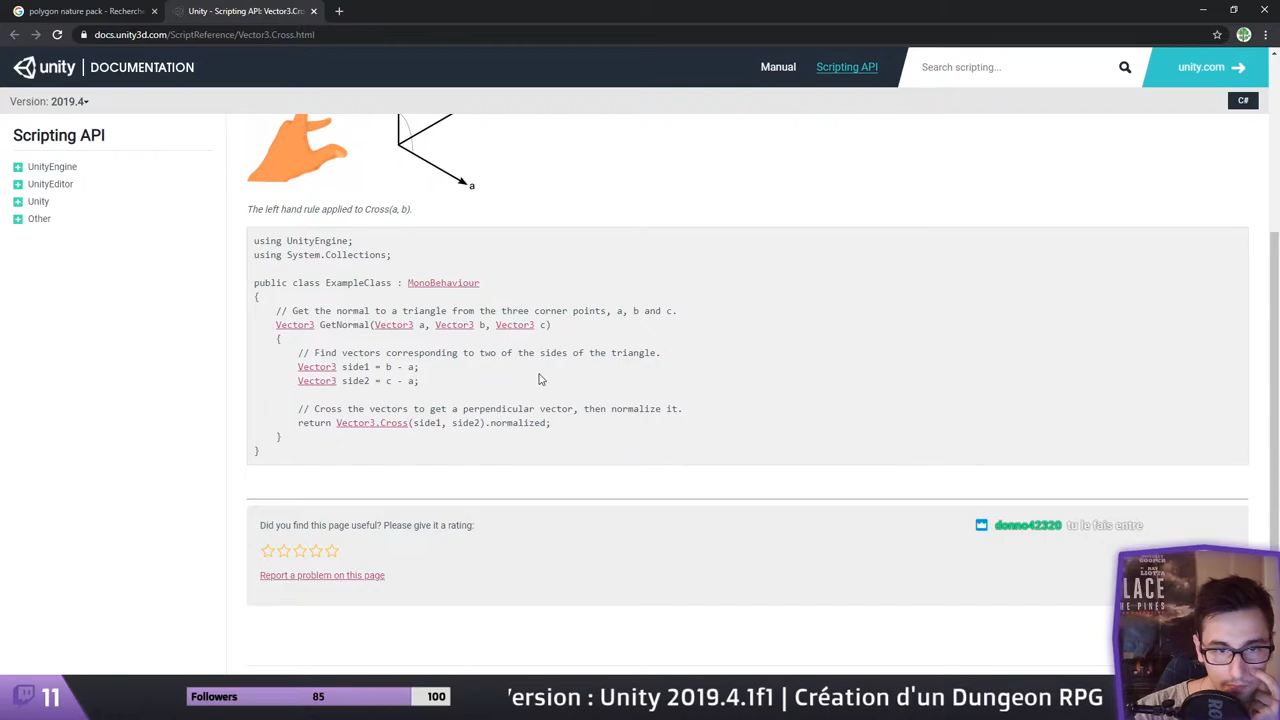 polygon nature pack - Recherche
Unity - Scripting API: Vector3.Cro
docs.unity3d.com/ScriptReference/Vector3.Cross.html
unity | DOCUMENTATION
Manual
Scripting API
Search scripting...
unity.com
Version: 2019.4
C#
Scripting API
UnityEngine
UnityEditor
Unity
Other
a
The left hand rule applied to Cross(a, b).
using UnityEngine;
using System.Collections;
public class ExampleClass : MonoBehaviour
{
// Get the normal to a triangle from the three corner points, a, b and c.
Vector3 GetNormal(Vector3 a, Vector3 b, Vector3 c)
{
// Find vectors corresponding to two of the sides of the triangle.
Vector3 side1 = b - a;
Vector3 side2 = c - a;
// Cross the vectors to get a perpendicular vector, then normalize it.
return Vector3.Cross(side1, side2).normalized;
}
}
Did you find this page useful? Please give it a rating:
Report a problem on this page
donno42320 tu le fais entre
LIOTTA
LACE
HE PINES
11
Followers 85 100
ersion : Unity 2019.4.1f1 | Création d'un Dungeon RPG